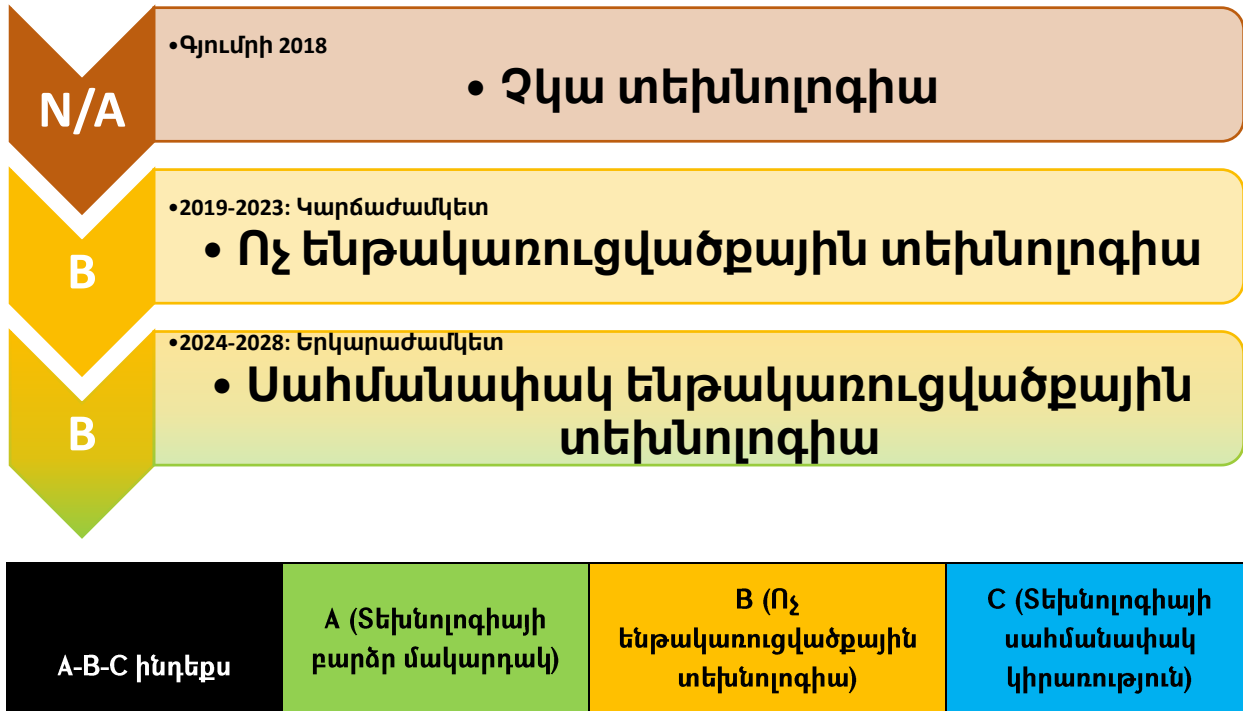 •Գյումրի 2018
• Չկա տեխնոլոգիա
N/A
•2019-2023: Կարճաժամկետ
• Ոչ ենթակառուցվածքային տեխնոլոգիա
B
•2024-2028: Երկարաժամկետ
• Սահմանափակ ենթակառուցվածքային
տեխնոլոգիա
B
A-B-C ինդեքս
A (Տեխնոլոգիայի
բարձր մակարդակ)
B (Ոչ
ենթակառուցվածքային
տեխնոլոգիա)
C (Տեխնոլոգիայի
սահմանափակ
կիրառություն)